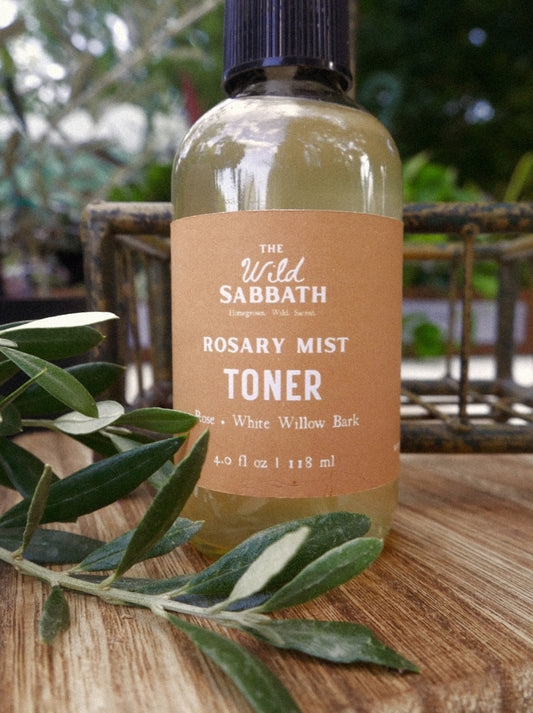 THE
Wild
SABBATH
Homegrown. Wild. Sacred.
ROSARY MIST
TONER
Rose • White Willow Bark
4.0 fl oz | 118 ml